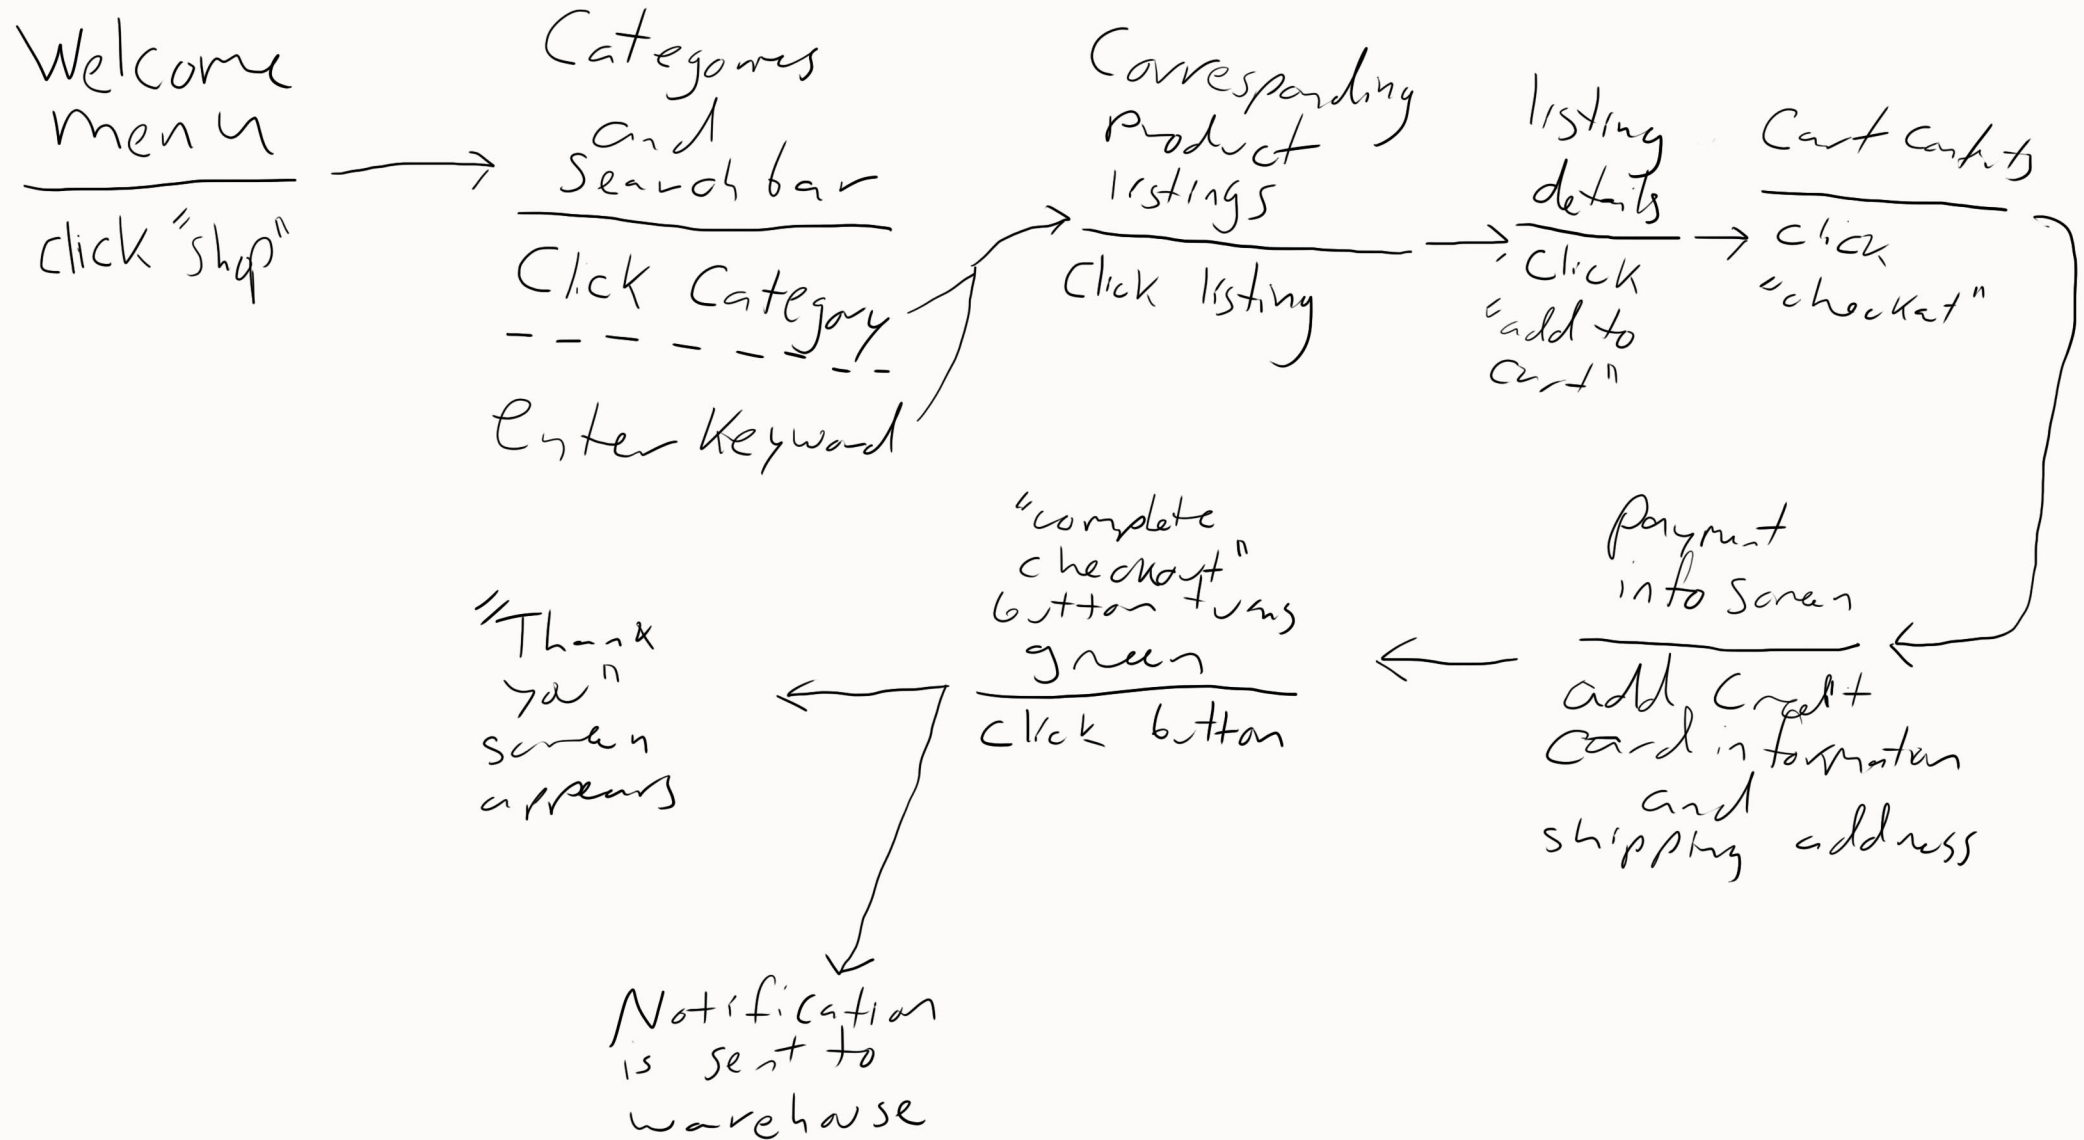 Welcome
menu
click "shop"
Categories
and
Search bar
Click Category
Enter Keyword
Corresponding
Product
listings
Click listing
listing
details
Click
"add to
cart"
Cart contents
click
"checkout"
Payment
info screen
add Credit
Card information
and
shipping address
"complete
checkout"
button turns
green
click button
"Thank
you"
screen
appears
Notification
is sent to
warehouse